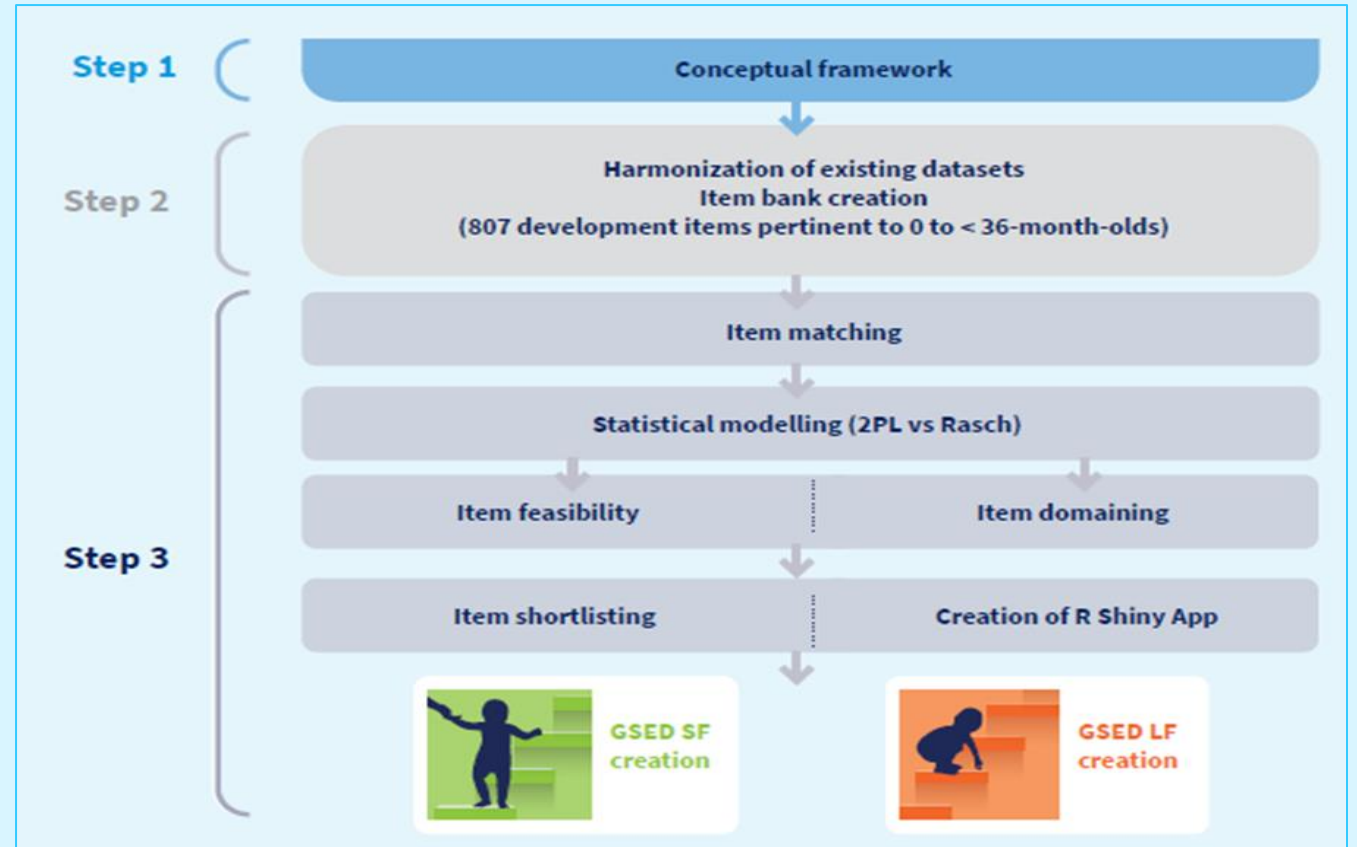 Step 1
Conceptual framework
Step 2
Harmonization of existing datasets
Item bank creation
(807 development items pertinent to 0 to < 36-month-olds)
Step 3
Item matching
Statistical modelling (2PL vs Rasch)
Item feasibility
Item domaining
Item shortlisting
Creation of R Shiny App
GSED SF
creation
GSED LF
creation